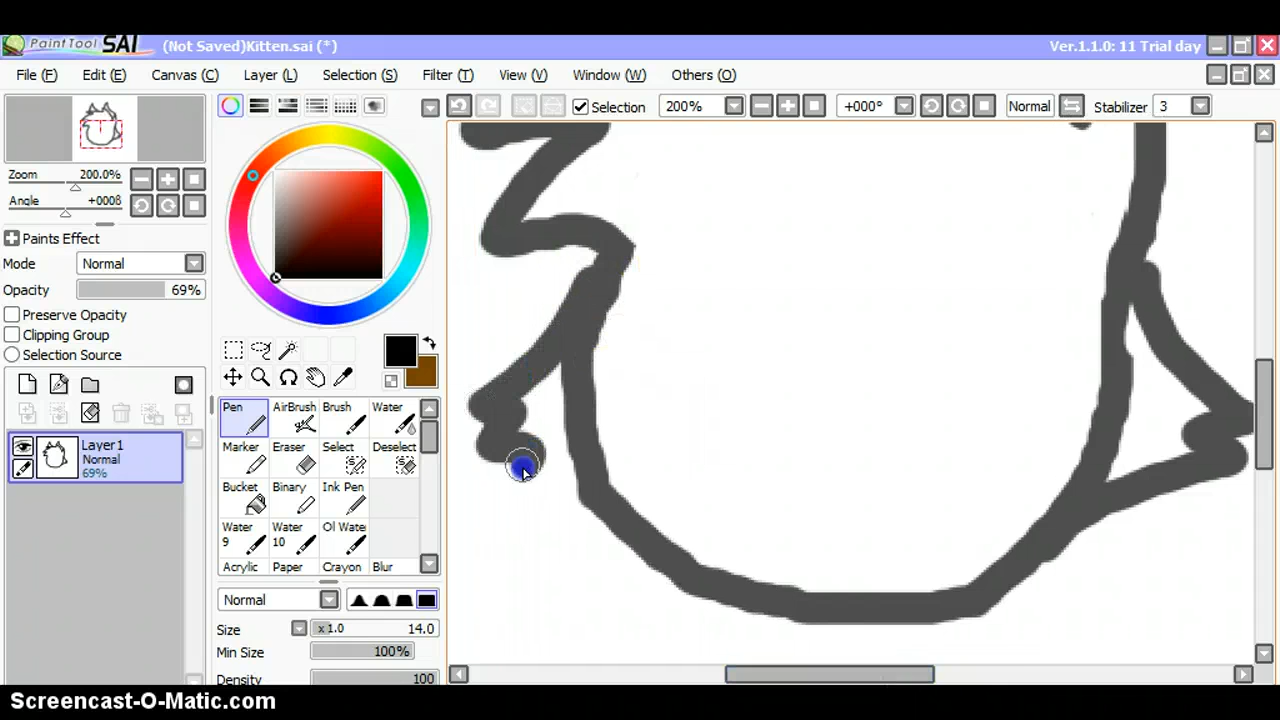 PaintTool SAI (Not Saved)Kitten.sai (*) Ver.1.1.0: 11 Trial day
File (F) Edit (E) Canvas (C) Layer (L) Selection (S) Filter (T) View (V) Window (W) Others (O)
Selection 200% +000° Normal Stabilizer 3
Zoom 200.0%
Angle +000ß
Paints Effect
Mode Normal
Opacity 69%
Preserve Opacity
Clipping Group
Selection Source
Layer1
Normal
69%
Pen AirBrush Brush Water
Marker Eraser Select Deselect
Bucket Binary Ink Pen
Water 9 Water 10 Ol Wate
Acrylic Paper Crayon Blur
Normal
Size x1.0 14.0
Min Size 100%
Density 100
Screencast-O-Matic.com